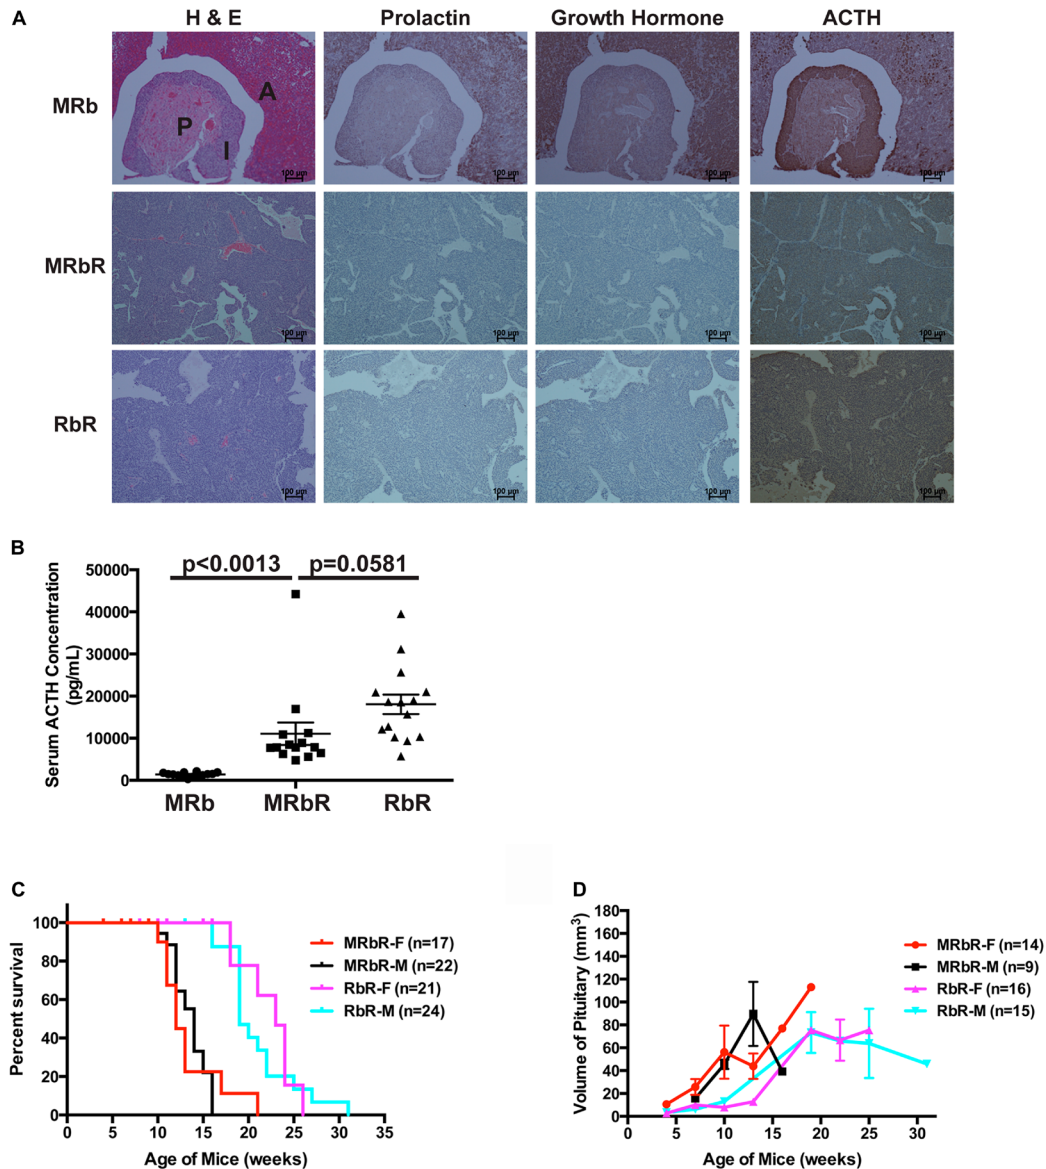 A
H & E
Prolactin
Growth Hormone
ACTH
MRb
A
P
I
100 µm
100 µm
100 µm
100 µm
MRbR
100 µm
100 µm
100 µm
100 µm
RbR
100 µm
100 µm
100 µm
100 µm
B
p<0.0013
p=0.0581
Serum ACTH Concentration
(pg/mL)
50000
40000
30000
20000
10000
0
MRb
MRbR
RbR
C
Percent survival
100
80
60
40
20
0
0 5 10 15 20 25 30 35
Age of Mice (weeks)
MRbR-F (n=17)
MRbR-M (n=22)
RbR-F (n=21)
RbR-M (n=24)
D
Volume of Pituitary (mm³)
180
160
140
120
100
80
60
40
20
0
0 5 10 15 20 25 30
Age of Mice (weeks)
MRbR-F (n=14)
MRbR-M (n=9)
RbR-F (n=16)
RbR-M (n=15)